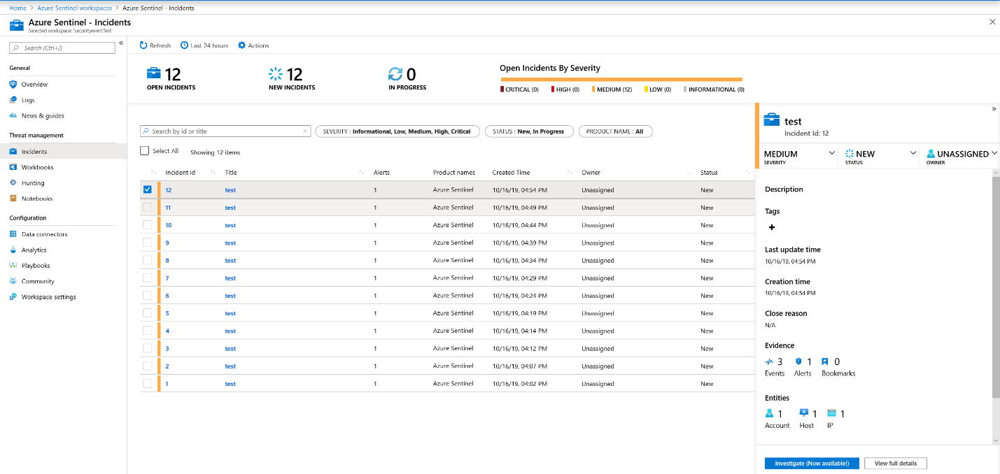 Home > Azure Sentinel workspaces > Azure Sentinel - Incidents
Azure Sentinel - Incidents
Selected workspace: 'securityeventTest'
Search (Ctrl+/)
General
Overview
Logs
News & guides
Threat management
Incidents
Workbooks
Hunting
Notebooks
Configuration
Data connectors
Analytics
Playbooks
Community
Workspace settings
Refresh Last 24 hours Actions
12 OPEN INCIDENTS
12 NEW INCIDENTS
0 IN PROGRESS
Open Incidents By Severity
CRITICAL (0) HIGH (0) MEDIUM (12) LOW (0) INFORMATIONAL (0)
Search by id or title
SEVERITY : Informational, Low, Medium, High, Critical
STATUS : New, In Progress
PRODUCT NAME : All
Select All Showing 12 items
Incident Id Title Alerts Product names Created Time Owner Status
12 test 1 Azure Sentinel 10/16/19, 04:54 PM Unassigned New
11 test 1 Azure Sentinel 10/16/19, 04:49 PM Unassigned New
10 test 1 Azure Sentinel 10/16/19, 04:44 PM Unassigned New
9 test 1 Azure Sentinel 10/16/19, 04:39 PM Unassigned New
8 test 1 Azure Sentinel 10/16/19, 04:34 PM Unassigned New
7 test 1 Azure Sentinel 10/16/19, 04:29 PM Unassigned New
6 test 1 Azure Sentinel 10/16/19, 04:24 PM Unassigned New
5 test 1 Azure Sentinel 10/16/19, 04:19 PM Unassigned New
4 test 1 Azure Sentinel 10/16/19, 04:14 PM Unassigned New
3 test 1 Azure Sentinel 10/16/19, 04:12 PM Unassigned New
2 test 1 Azure Sentinel 10/16/19, 04:07 PM Unassigned New
1 test 1 Azure Sentinel 10/16/19, 04:02 PM Unassigned New
test
Incident Id: 12
MEDIUM NEW UNASSIGNED
SEVERITY STATUS OWNER
Description
Tags
+
Last update time
10/16/19, 04:54 PM
Creation time
10/16/19, 04:54 PM
Close reason
N/A
Evidence
3 1 0
Events Alerts Bookmarks
Entities
1 1 1
Account Host IP
Investigate (Now available!) View full details